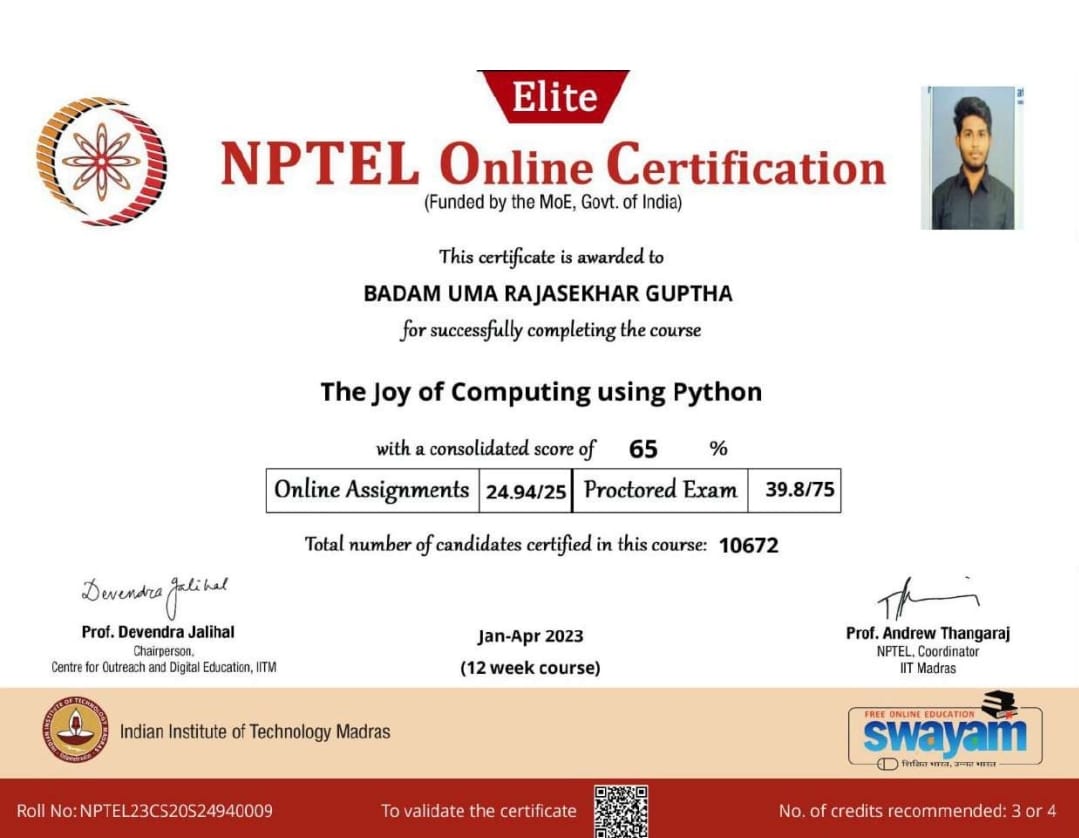 Elite
NPTEL Online Certification
(Funded by the MoE, Govt. of India)
This certificate is awarded to
BADAM UMA RAJASEKHAR GUPTHA
for successfully completing the course
The Joy of Computing using Python
with a consolidated score of 65 %
Online Assignments 24.94/25 Proctored Exam 39.8/75
Total number of candidates certified in this course: 10672
Devendra Jalihal
Prof. Devendra Jalihal
Chairperson,
Centre for Outreach and Digital Education, IITM
Jan-Apr 2023
(12 week course)
Prof. Andrew Thangaraj
NPTEL, Coordinator
IIT Madras
Indian Institute of Technology Madras
FREE ONLINE EDUCATION
swayam
शिक्षित भारत, उन्नत भारत
Roll No: NPTEL23CS20S24940009
To validate the certificate
No. of credits recommended: 3 or 4